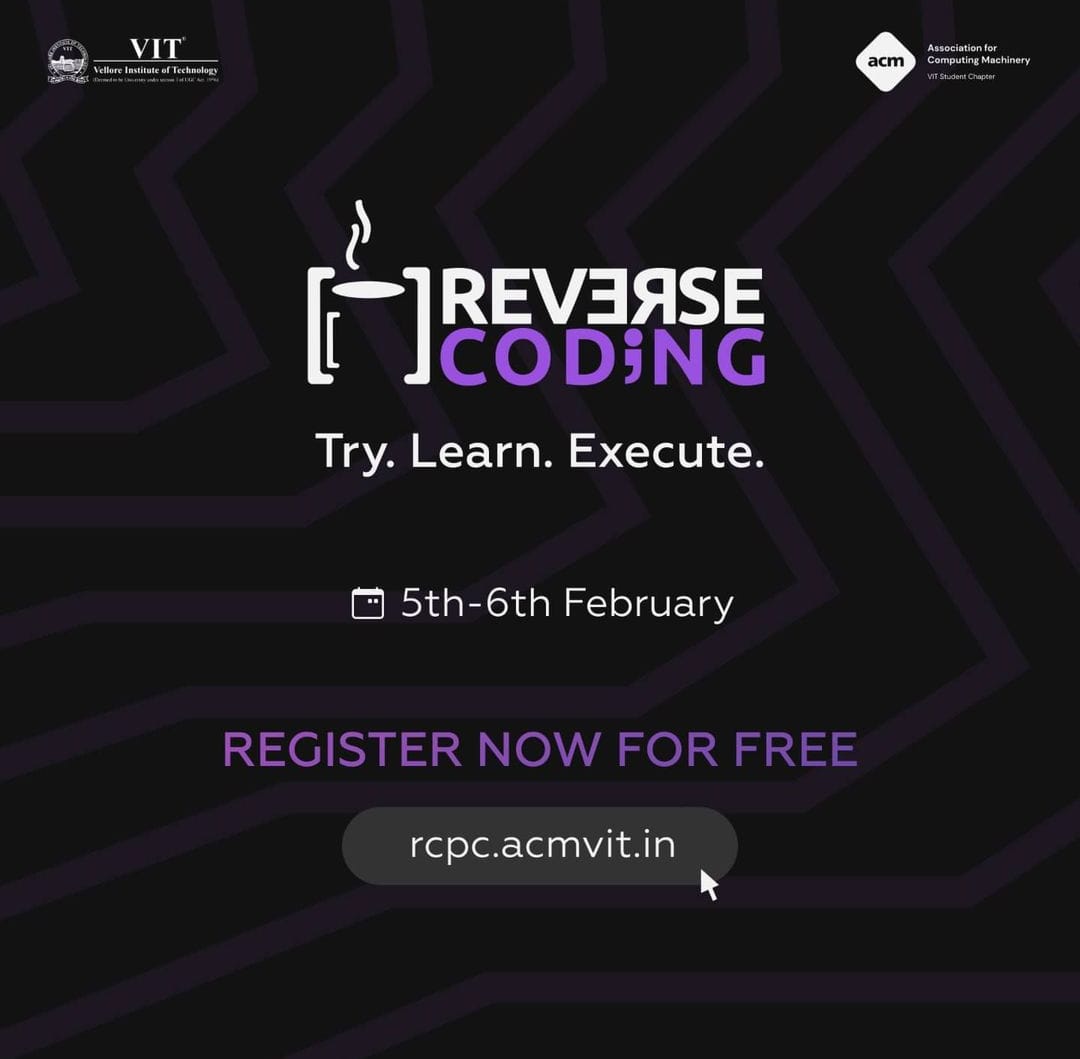 VIT®
Vellore Institute of Technology
(Deemed to be University under section 3 of UGC Act, 1956)
acm
Association for
Computing Machinery
VIT Student Chapter
REVERSE
COD;NG
Try. Learn. Execute.
5th-6th February
REGISTER NOW FOR FREE
rcpc.acmvit.in